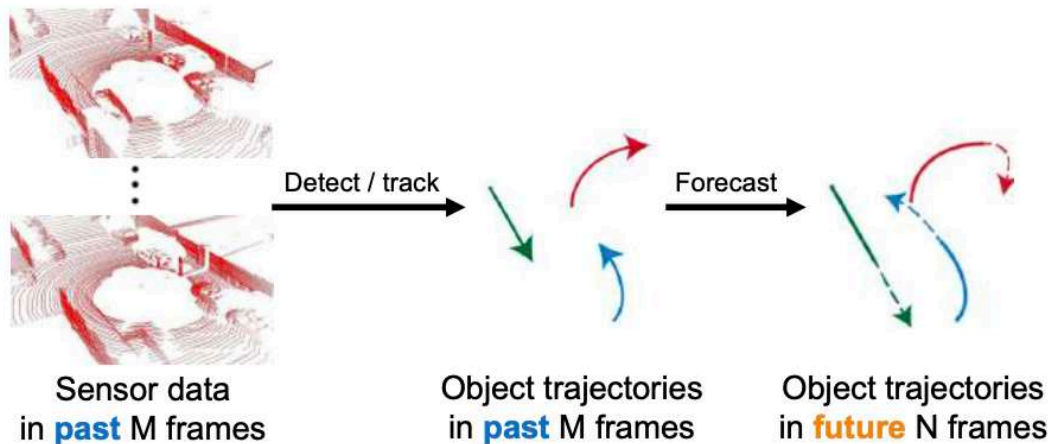 Detect / track
Forecast
Sensor data
in past M frames
Object trajectories
in past M frames
Object trajectories
in future N frames